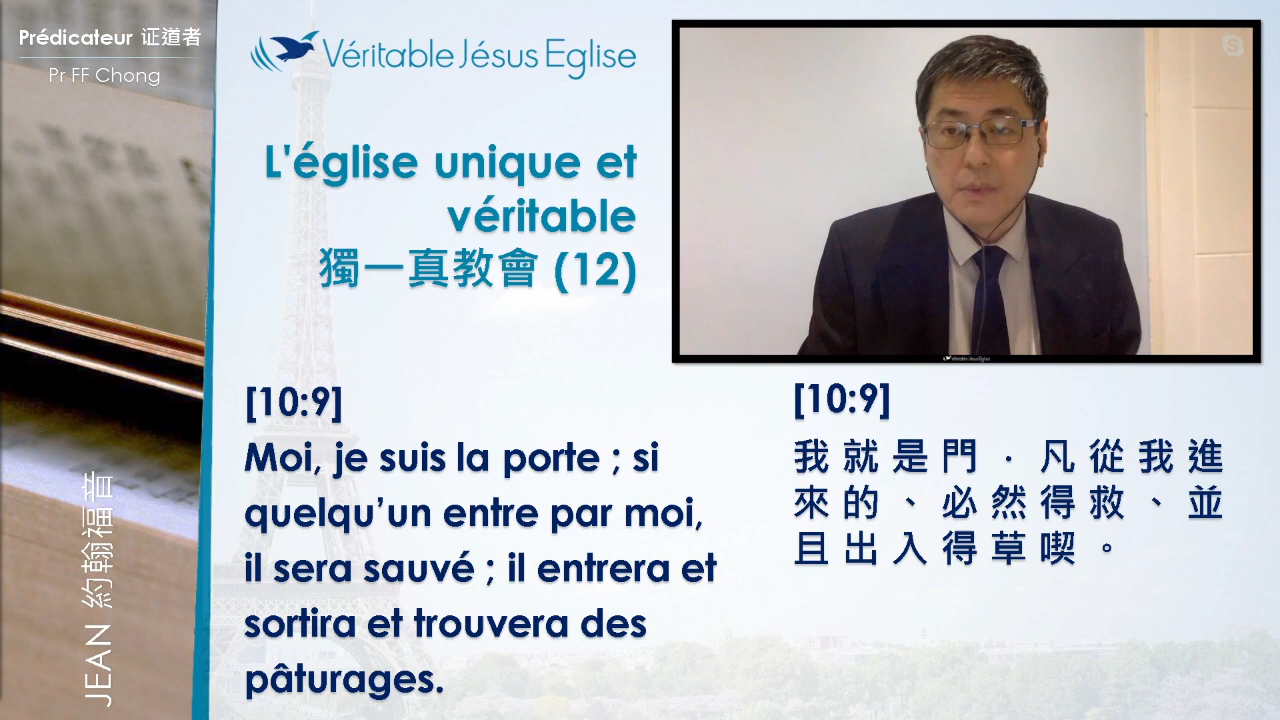 Prédicateur 证道者
Pr FF Chong
Véritable Jésus Eglise
L'église unique et
véritable
獨一真教會 (12)
[10:9]
Moi, je suis la porte ; si
quelqu’un entre par moi,
il sera sauvé ; il entrera et
sortira et trouvera des
pâturages.
[10:9]
我就是門．凡從我進
來的、必然得救、並
且出入得草喫。
JEAN 約翰福音
Véritable Jésus Eglise